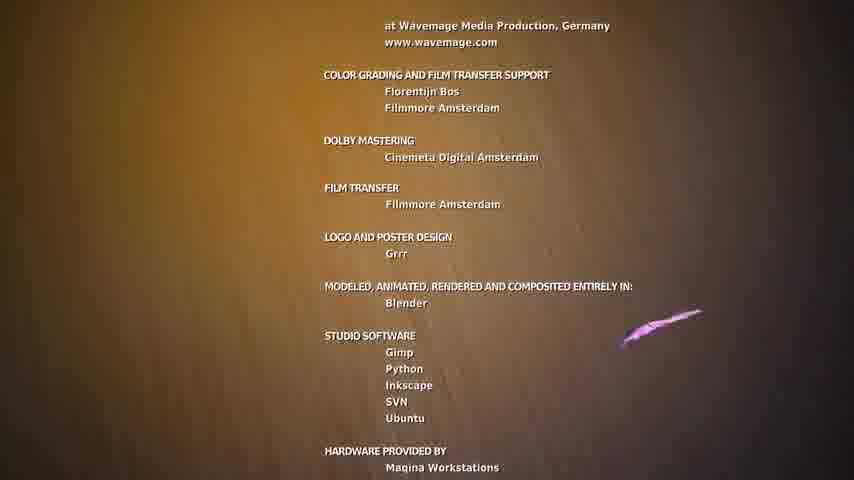 at Wavemage Media Production, Germany
www.wavemage.com
COLOR GRADING AND FILM TRANSFER SUPPORT
Florentijn Bos
Filmmore Amsterdam
DOLBY MASTERING
Cinemeta Digital Amsterdam
FILM TRANSFER
Filmmore Amsterdam
LOGO AND POSTER DESIGN
Grrr
MODELED, ANIMATED, RENDERED AND COMPOSITED ENTIRELY IN:
Blender
STUDIO SOFTWARE
Gimp
Python
Inkscape
SVN
Ubuntu
HARDWARE PROVIDED BY
Maqina Workstations